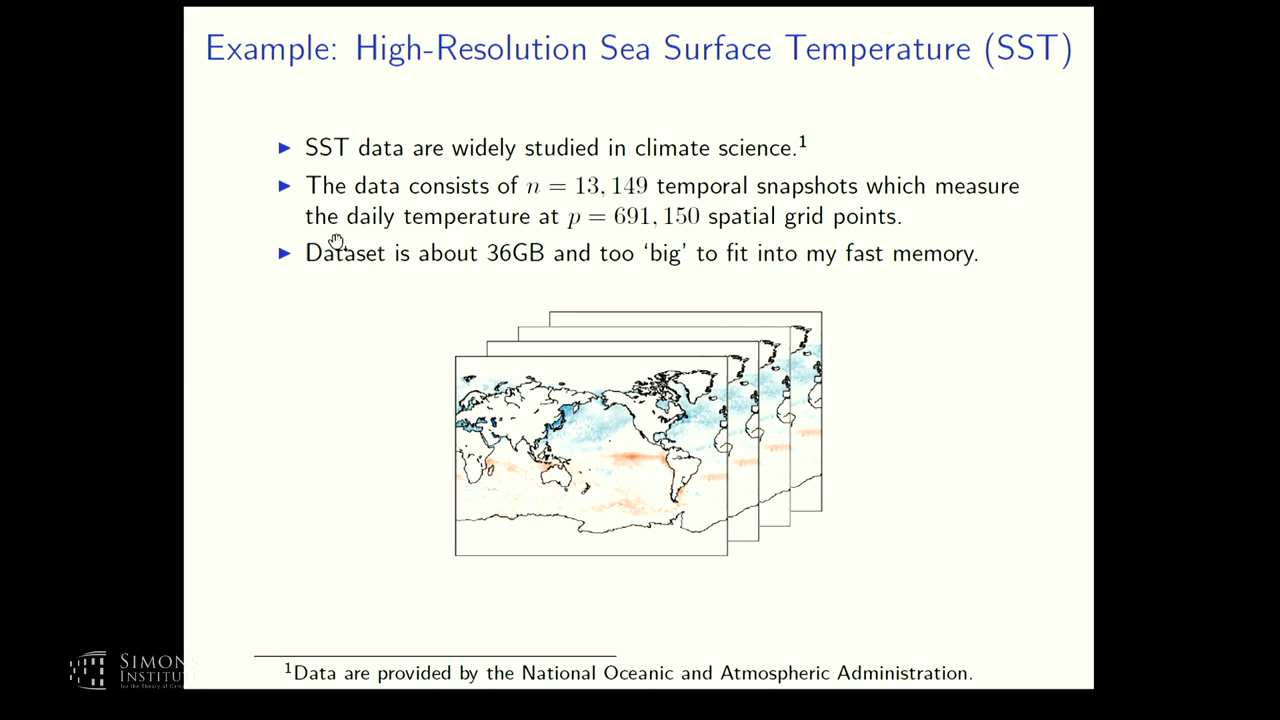 Example: High-Resolution Sea Surface Temperature (SST)
▶ SST data are widely studied in climate science.¹
▶ The data consists of n = 13, 149 temporal snapshots which measure
the daily temperature at p = 691, 150 spatial grid points.
▶ Dataset is about 36GB and too ‘big’ to fit into my fast memory.
¹Data are provided by the National Oceanic and Atmospheric Administration.
SIMONS
INSTITUTE